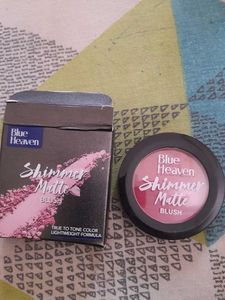 Blue
Heaven
Shimmer
Matte
BLUSH
TRUE TO TONE COLOR
LIGHTWEIGHT FORMULA
Blue
Heaven
Shimmer
Matte
BLUSH